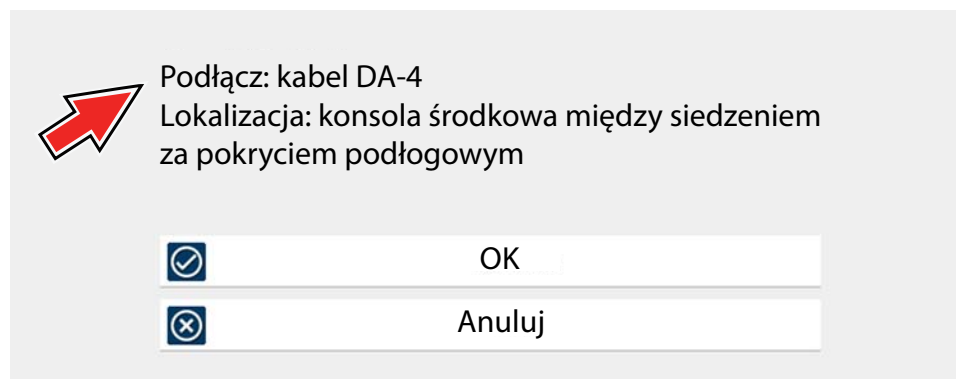 Podłącz: kabel DA-4
Lokalizacja: konsola środkowa między siedzeniem
za pokryciem podłogowym
OK
Anuluj